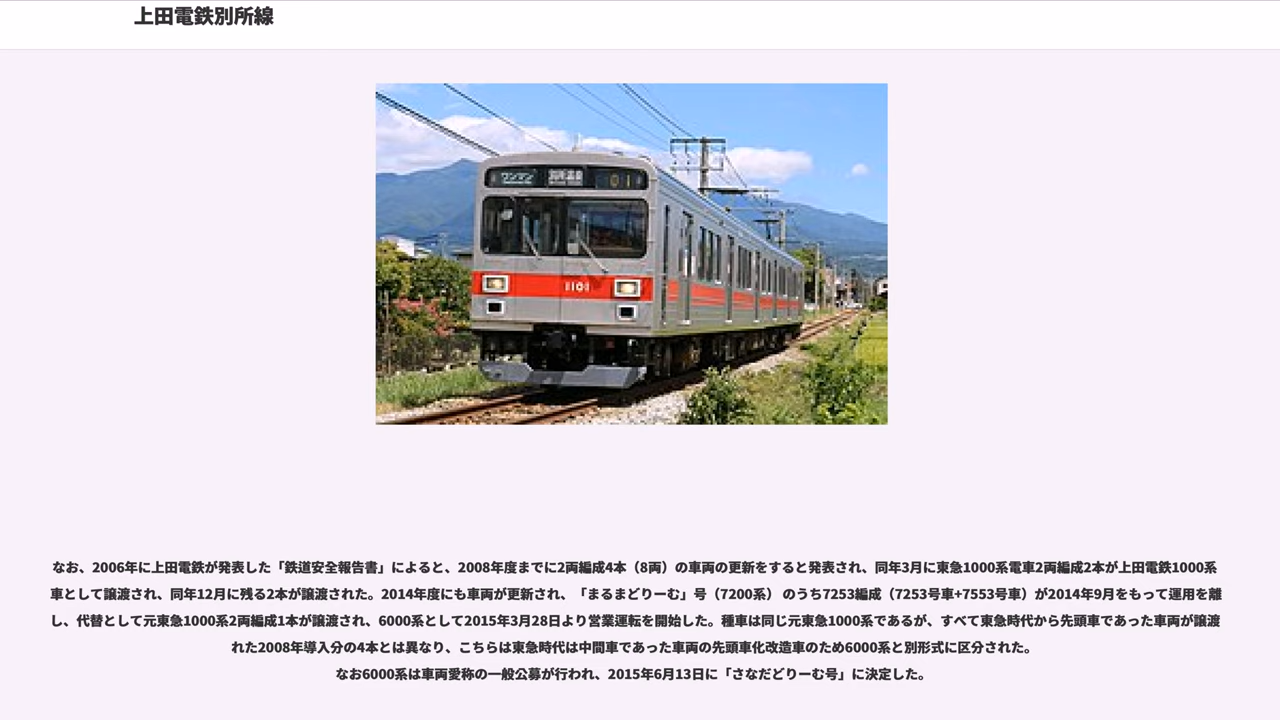 上田電鉄別所線
ワンマン 別所温泉 01
1101
なお、2006年に上田電鉄が発表した「鉄道安全報告書」によると、2008年度までに2両編成4本（8両）の車両の更新をすると発表され、同年3月に東急1000系電車2両編成2本が上田電鉄1000系
車として譲渡され、同年12月に残る2本が譲渡された。2014年度にも車両が更新され、「まるまどりーむ」号（7200系） のうち7253編成（7253号車+7553号車）が2014年9月をもって運用を離
し、代替として元東急1000系2両編成1本が譲渡され、6000系として2015年3月28日より営業運転を開始した。種車は同じ元東急1000系であるが、すべて東急時代から先頭車であった車両が譲渡
れた2008年導入分の4本とは異なり、こちらは東急時代は中間車であった車両の先頭車化改造車のため6000系と別形式に区分された。
なお6000系は車両愛称の一般公募が行われ、2015年6月13日に「さなだどりーむ号」に決定した。